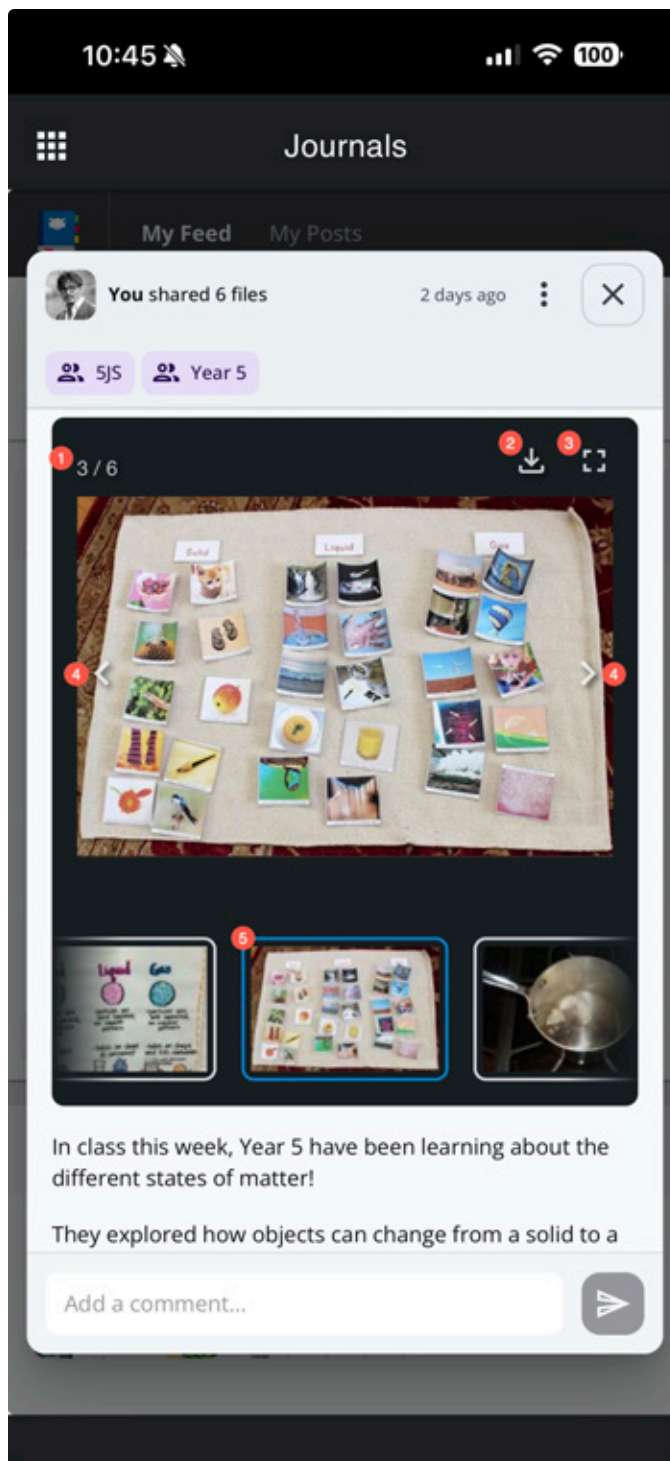 10:45
100
Journals
My Feed My Posts
You shared 6 files 2 days ago
5JS Year 5
1 3 / 6 2 3
Solid Liquid Gas
4 4
5
Liquid Gas
In class this week, Year 5 have been learning about the
different states of matter!
They explored how objects can change from a solid to a
Add a comment...